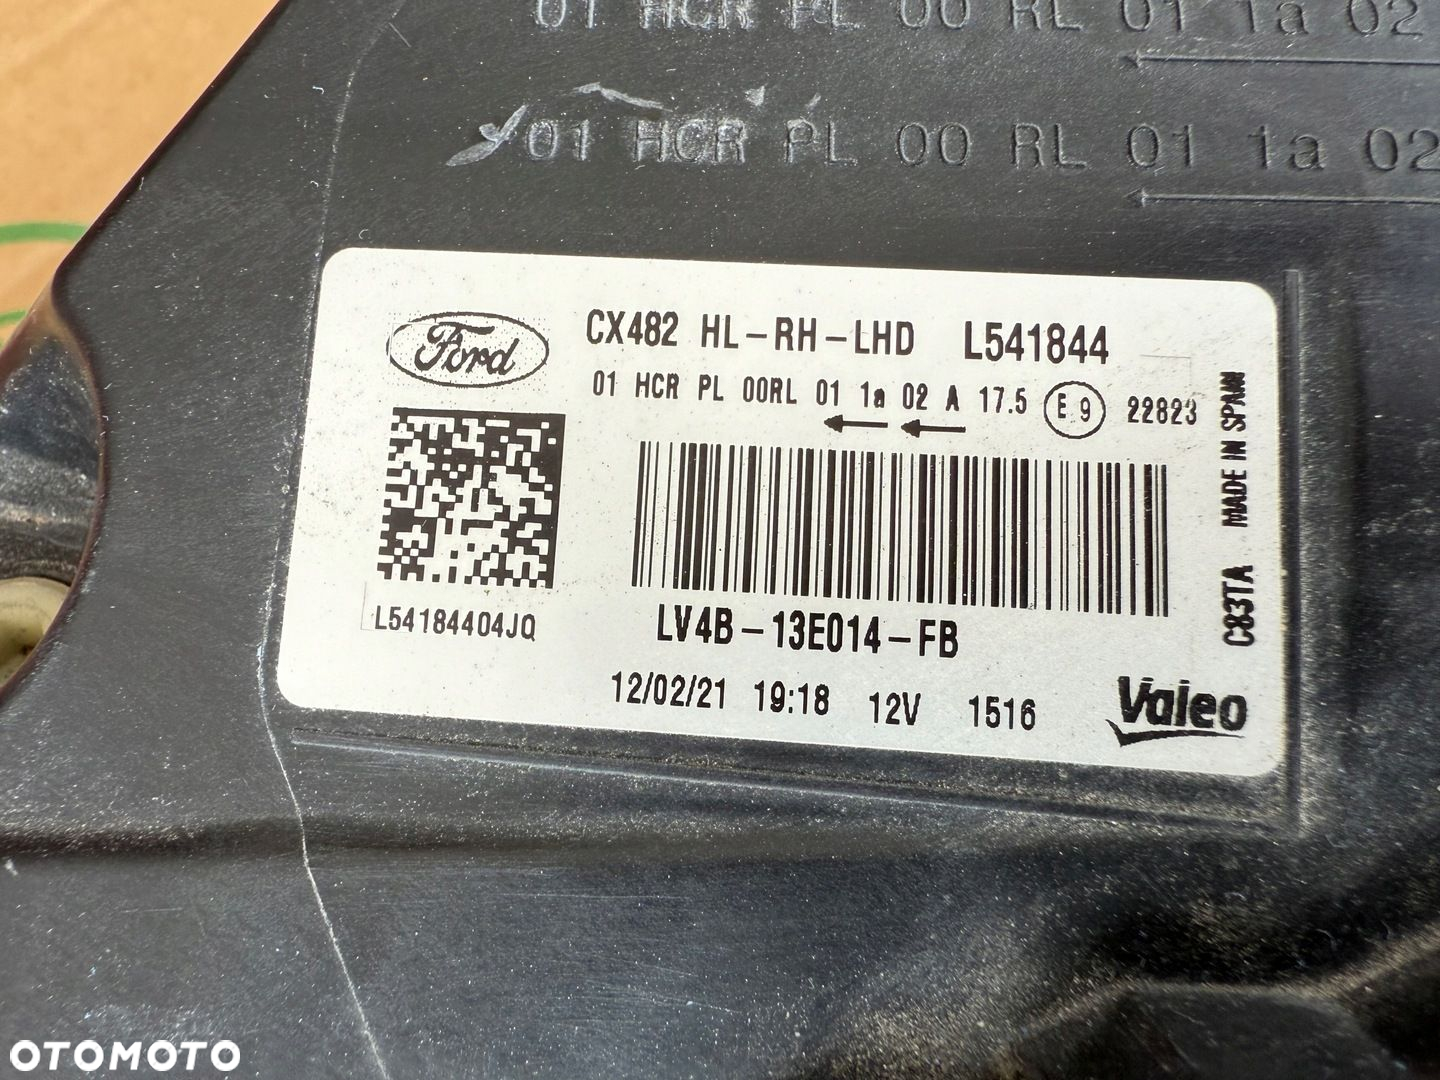 01 HCR PL 00 RL 01 1a 02
01 HCR PL 00 RL 01 1a 02
Ford
CX482 HL-RH-LHD L541844
01 HCR PL 00RL 01 1a 02 A 17.5 E9 22823
L54184404JQ
LV4B-13E014-FB
12/02/21 19:18 12V 1516
Valeo
C83TA MADE IN SPAIN
OTOMOTO